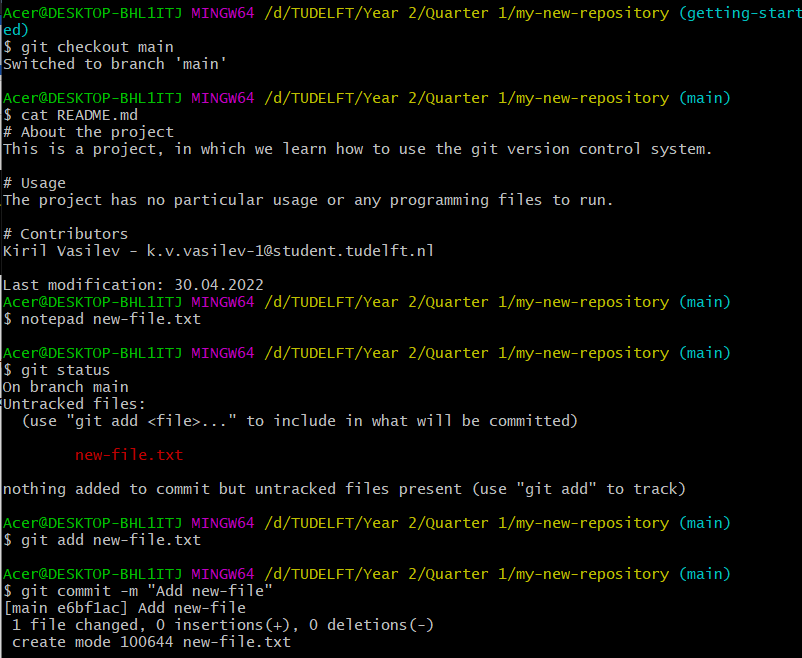 Acer@DESKTOP-BHL1ITJ MINGW64 /d/TUDELFT/Year 2/Quarter 1/my-new-repository (getting-start
ed)
$ git checkout main
Switched to branch 'main'

Acer@DESKTOP-BHL1ITJ MINGW64 /d/TUDELFT/Year 2/Quarter 1/my-new-repository (main)
$ cat README.md
# About the project
This is a project, in which we learn how to use the git version control system.

# Usage
The project has no particular usage or any programming files to run.

# Contributors
Kiril Vasilev - k.v.vasilev-1@student.tudelft.nl

Last modification: 30.04.2022
Acer@DESKTOP-BHL1ITJ MINGW64 /d/TUDELFT/Year 2/Quarter 1/my-new-repository (main)
$ notepad new-file.txt

Acer@DESKTOP-BHL1ITJ MINGW64 /d/TUDELFT/Year 2/Quarter 1/my-new-repository (main)
$ git status
On branch main
Untracked files:
  (use "git add <file>..." to include in what will be committed)

        new-file.txt

nothing added to commit but untracked files present (use "git add" to track)

Acer@DESKTOP-BHL1ITJ MINGW64 /d/TUDELFT/Year 2/Quarter 1/my-new-repository (main)
$ git add new-file.txt

Acer@DESKTOP-BHL1ITJ MINGW64 /d/TUDELFT/Year 2/Quarter 1/my-new-repository (main)
$ git commit -m "Add new-file"
[main e6bf1ac] Add new-file
 1 file changed, 0 insertions(+), 0 deletions(-)
 create mode 100644 new-file.txt